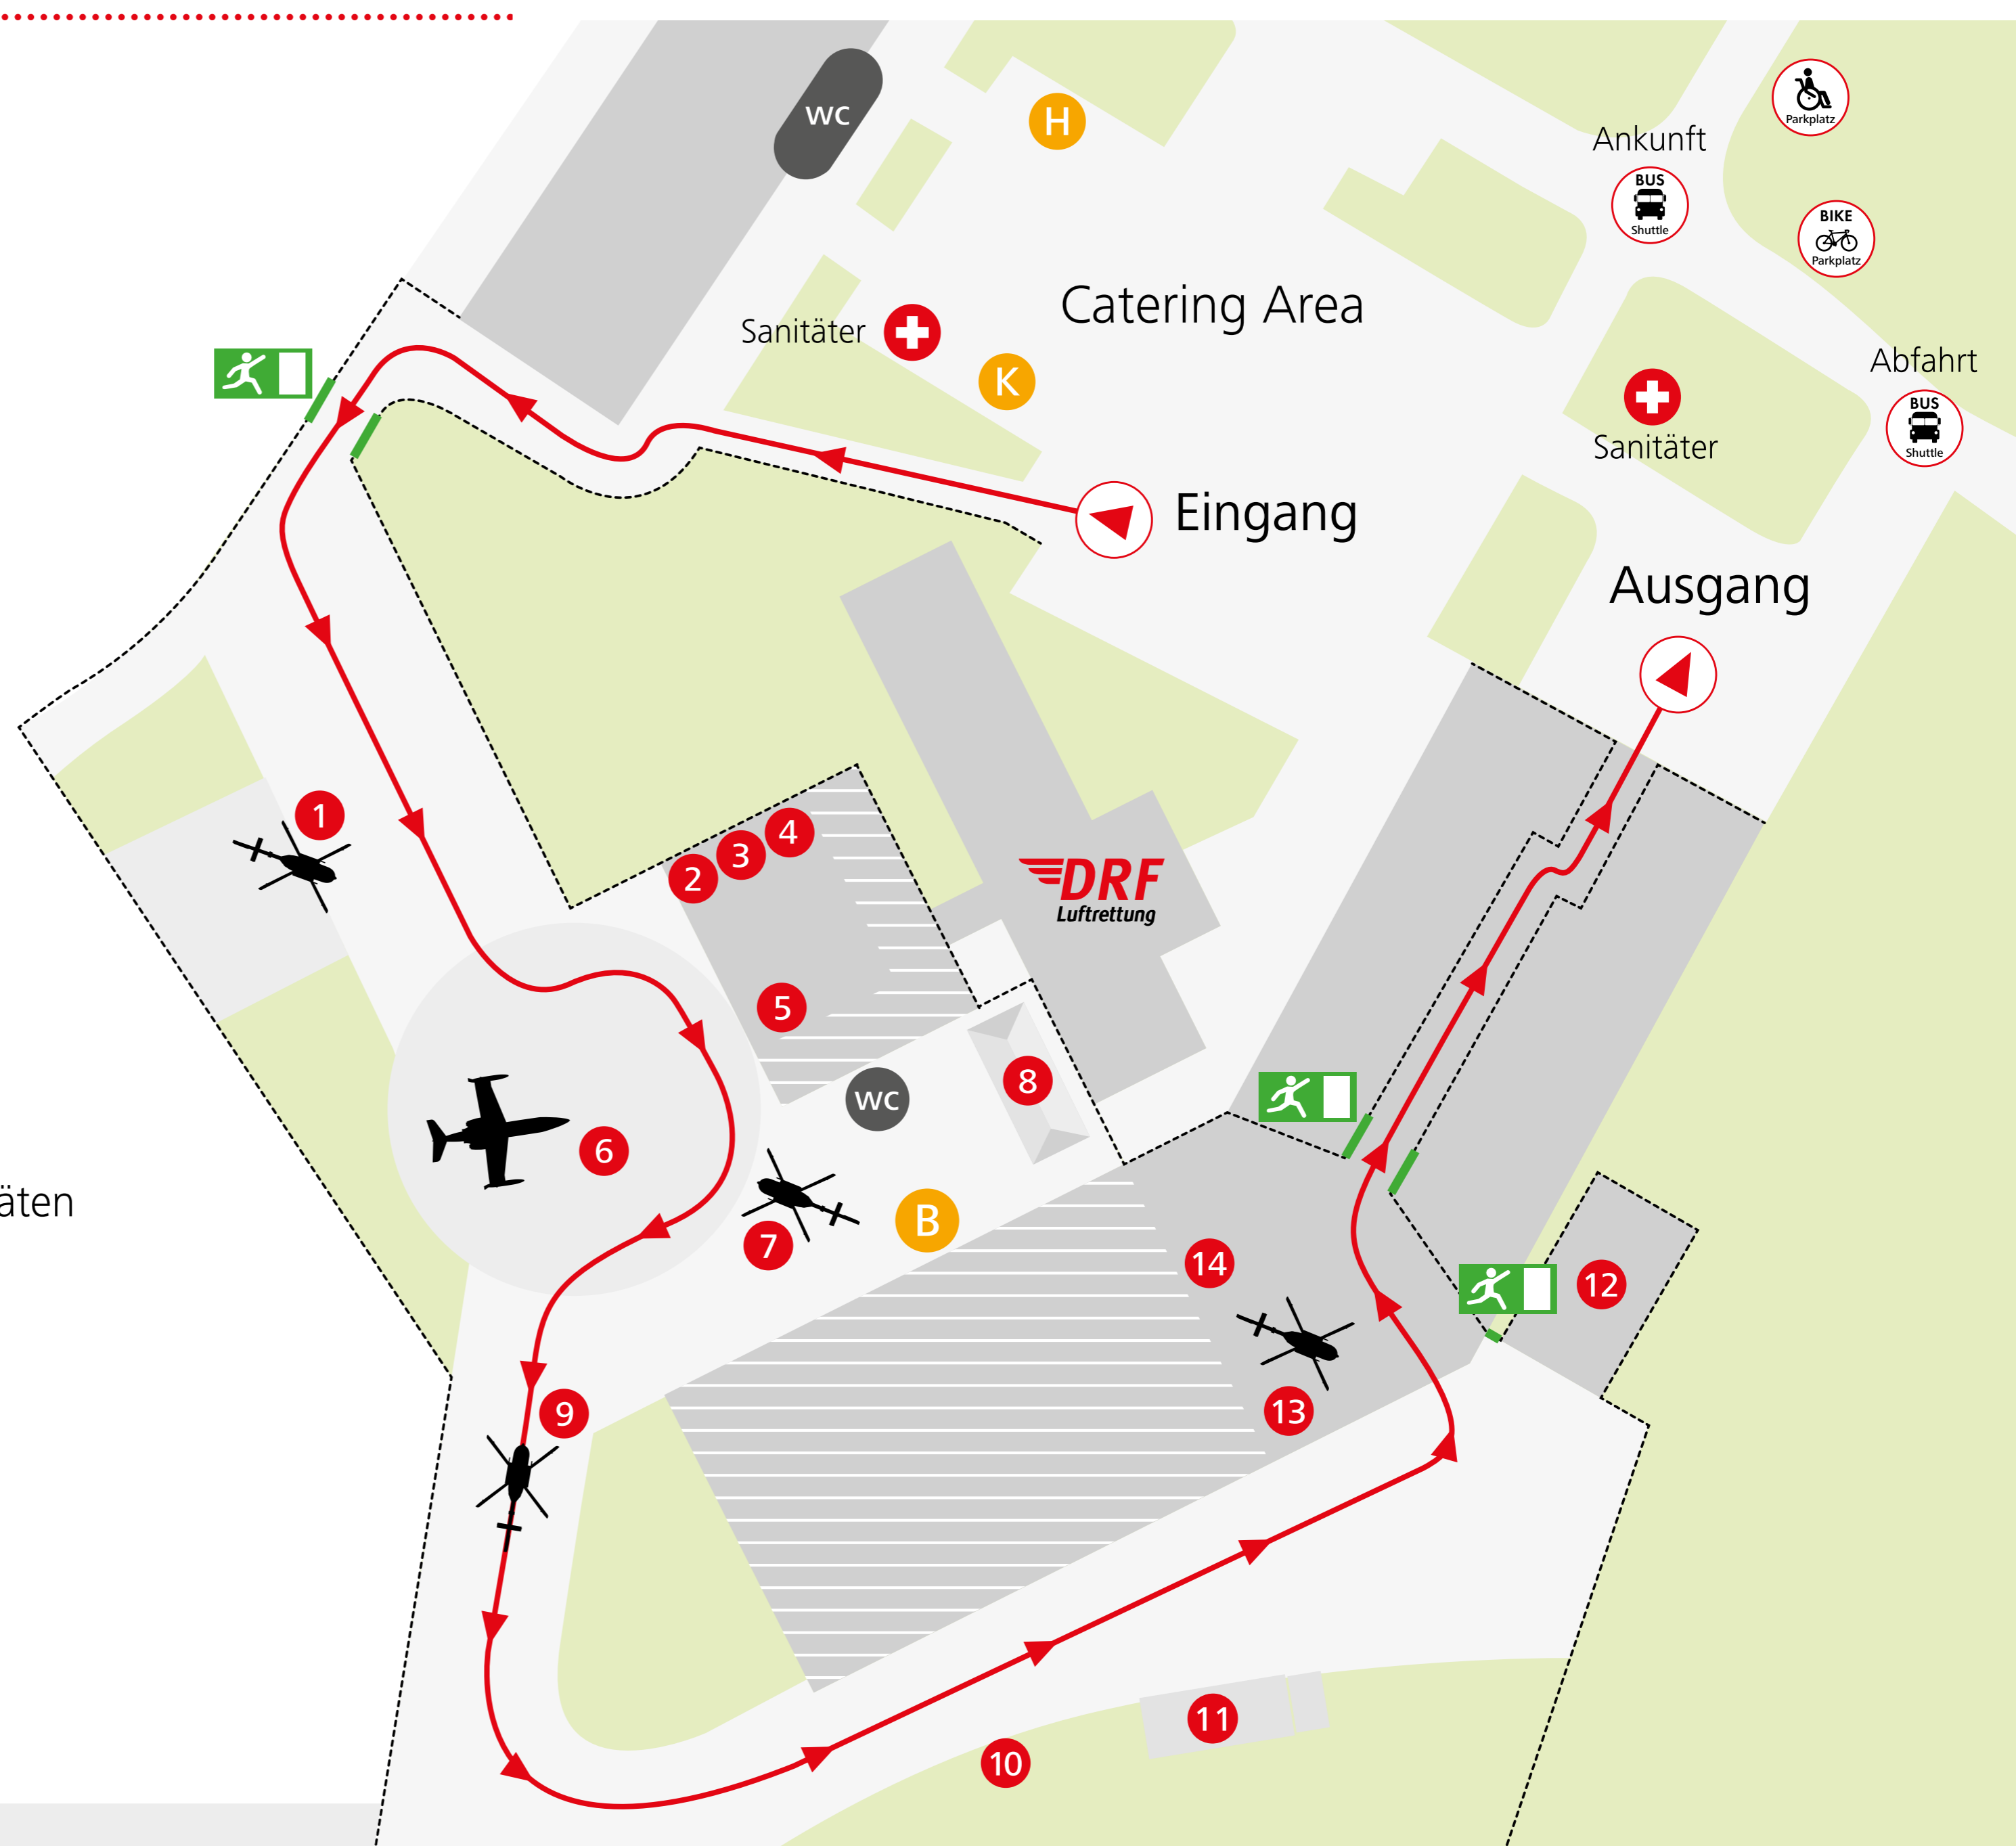 WC
H
Parkplatz
Ankunft
BUS
Shuttle
BIKE
Parkplatz
Sanitäter
Catering Area
K
Abfahrt
BUS
Shuttle
Sanitäter
Eingang
Ausgang
1
2
3
4
DRF
Luftrettung
5
WC
8
6
äten
7
B
14
12
9
13
11
10